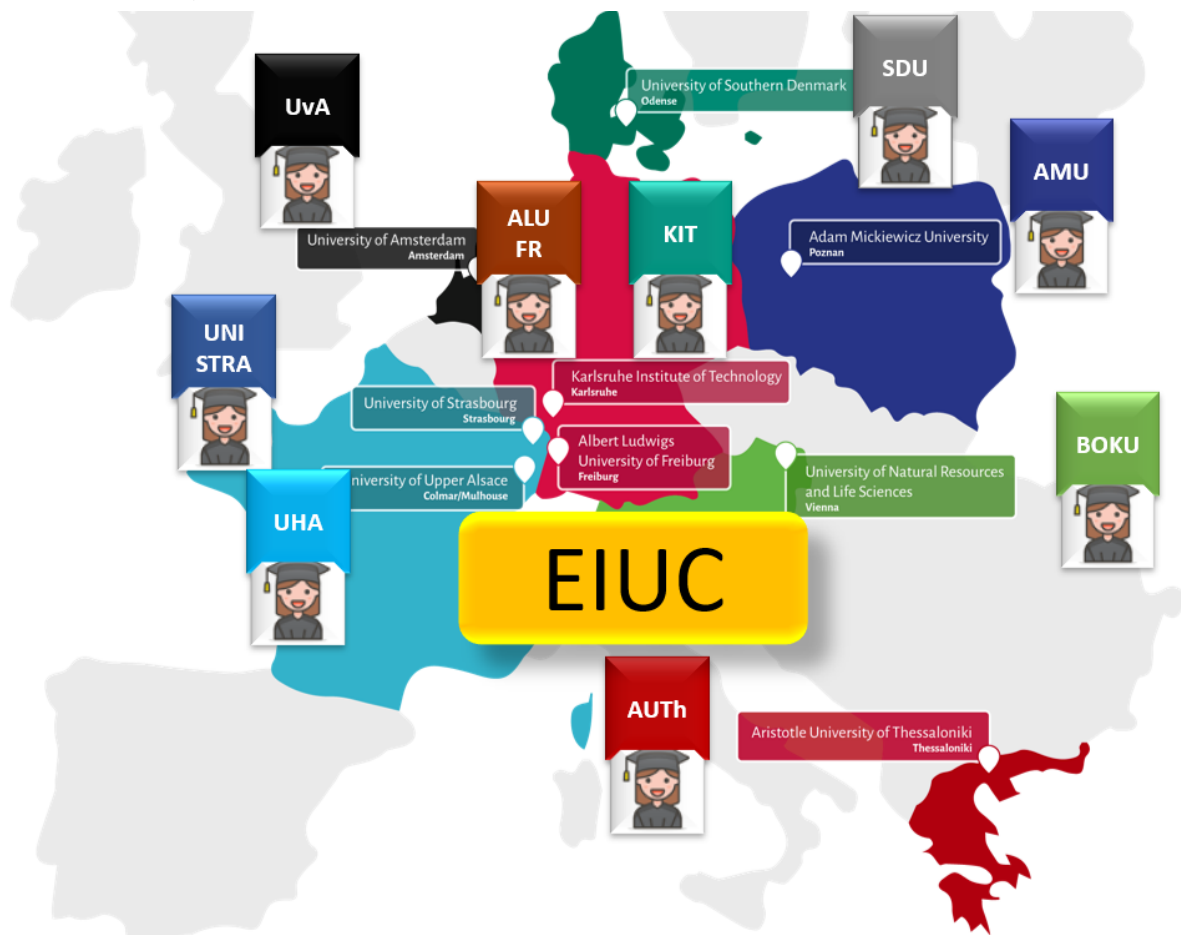 SDU
University of Southern Denmark
Odense
UvA
AMU
ALU
FR
KIT
University of Amsterdam
Amsterdam
Adam Mickiewicz University
Poznan
UNI
STRA
Karlsruhe Institute of Technology
Karlsruhe
University of Strasbourg
Strasbourg
Albert Ludwigs
University of Freiburg
Freiburg
BOKU
niversity of Upper Alsace
Colmar/Mulhouse
University of Natural Resources
and Life Sciences
Vienna
UHA
EIUC
AUTh
Aristotle University of Thessaloniki
Thessaloniki